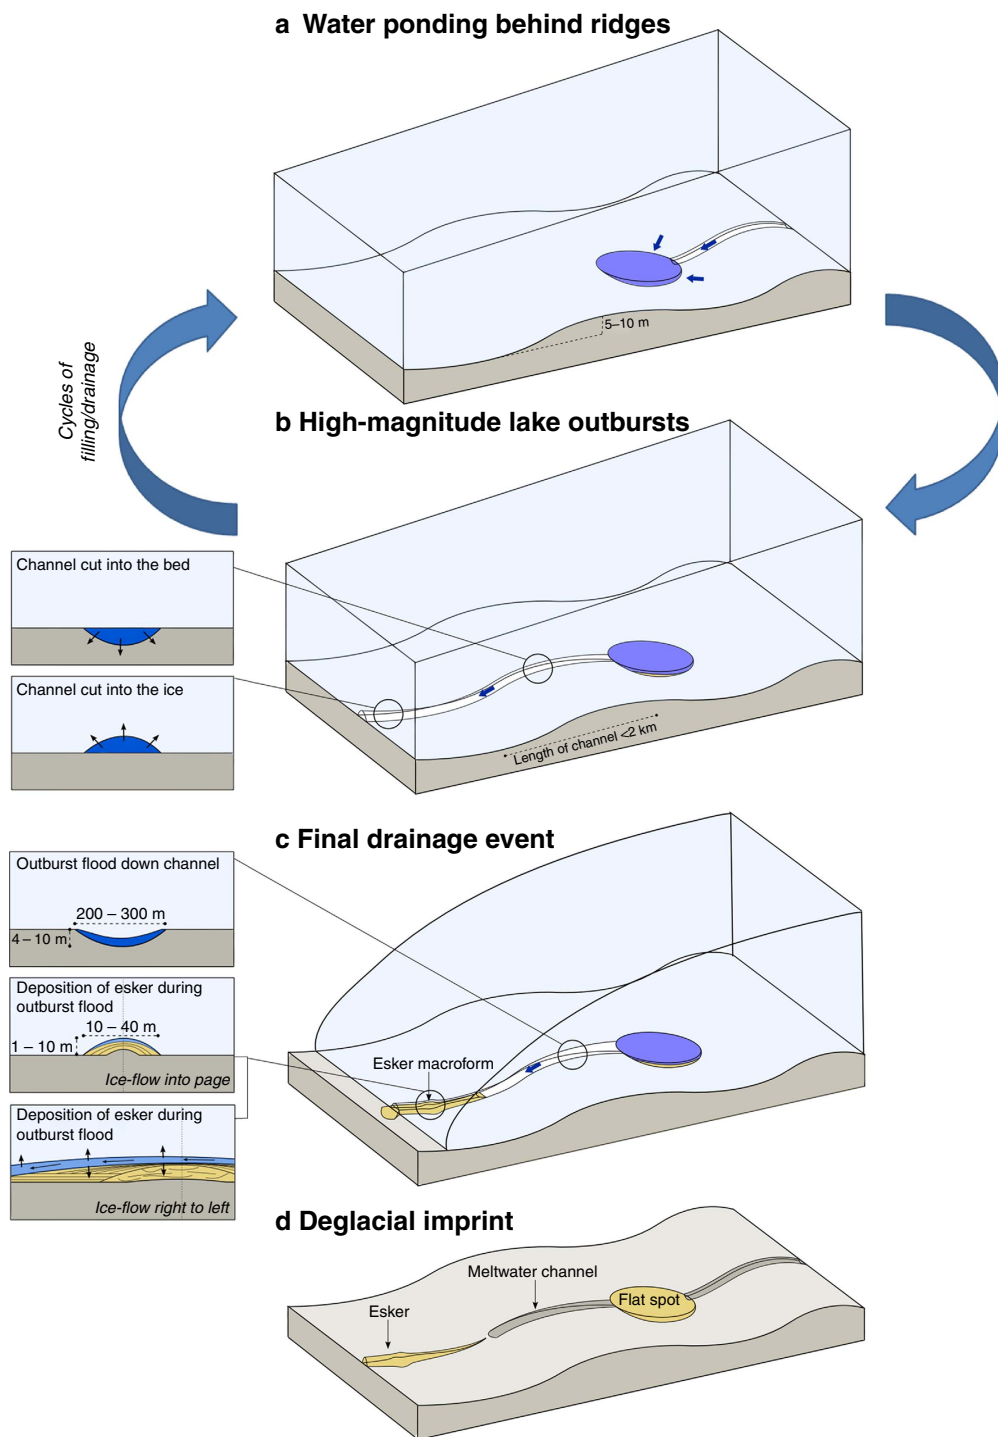 a Water ponding behind ridges
5–10 m
Cycles of
filling/drainage
b High-magnitude lake outbursts
Channel cut into the bed
Channel cut into the ice
Length of channel <2 km
c Final drainage event
Outburst flood down channel
200 – 300 m
4 – 10 m
Deposition of esker during
outburst flood
10 – 40 m
1 – 10 m
Ice-flow into page
Esker macroform
Deposition of esker during
outburst flood
Ice-flow right to left
d Deglacial imprint
Meltwater channel
Flat spot
Esker